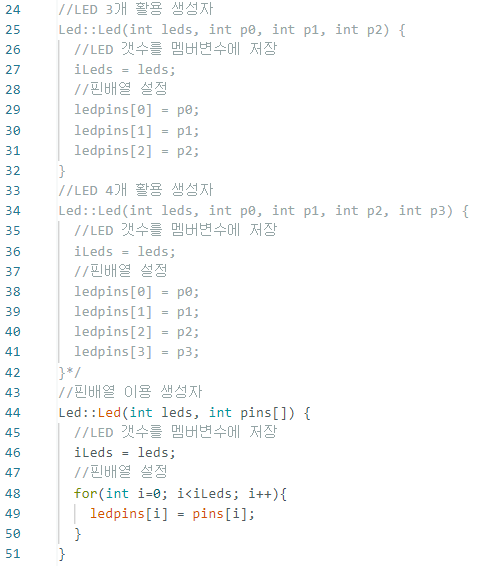 24 //LED 3개 활용 생성자
25 Led::Led(int leds, int p0, int p1, int p2) {
26 //LED 갯수를 멤버변수에 저장
27 iLeds = leds;
28 //핀배열 설정
29 ledpins[0] = p0;
30 ledpins[1] = p1;
31 ledpins[2] = p2;
32 }
33 //LED 4개 활용 생성자
34 Led::Led(int leds, int p0, int p1, int p2, int p3) {
35 //LED 갯수를 멤버변수에 저장
36 iLeds = leds;
37 //핀배열 설정
38 ledpins[0] = p0;
39 ledpins[1] = p1;
40 ledpins[2] = p2;
41 ledpins[3] = p3;
42 }*/
43 //핀배열 이용 생성자
44 Led::Led(int leds, int pins[]) {
45 //LED 갯수를 멤버변수에 저장
46 iLeds = leds;
47 //핀배열 설정
48 for(int i=0; i<iLeds; i++){
49 ledpins[i] = pins[i];
50 }
51 }